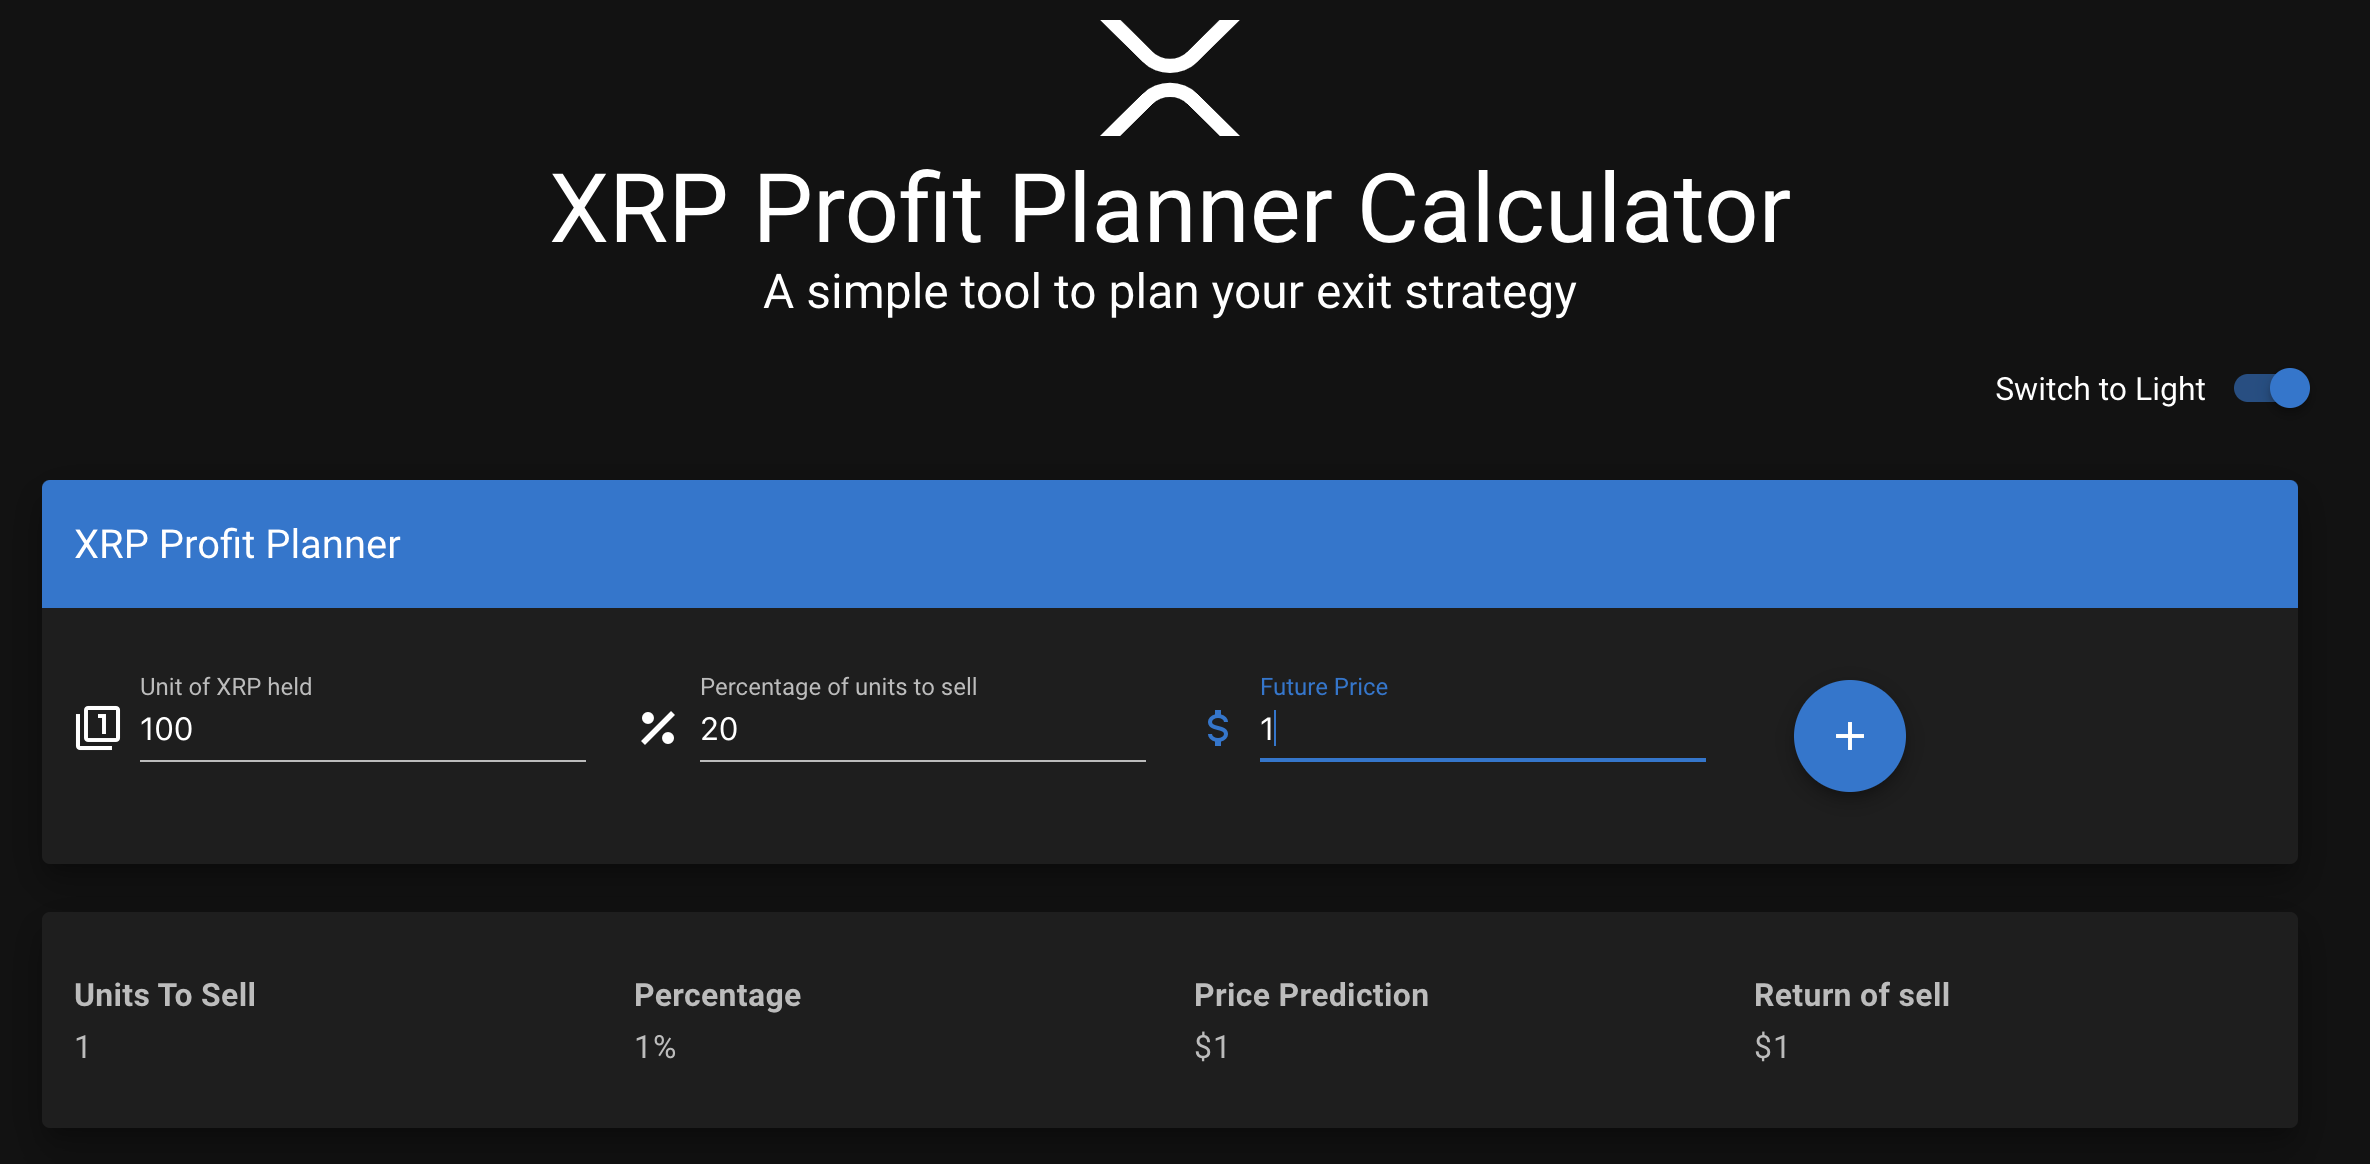 XRP Profit Planner Calculator
A simple tool to plan your exit strategy
Switch to Light
XRP Profit Planner
Unit of XRP held
100
Percentage of units to sell
20
Future Price
$ 1
Units To Sell
1
Percentage
1%
Price Prediction
$1
Return of sell
$1